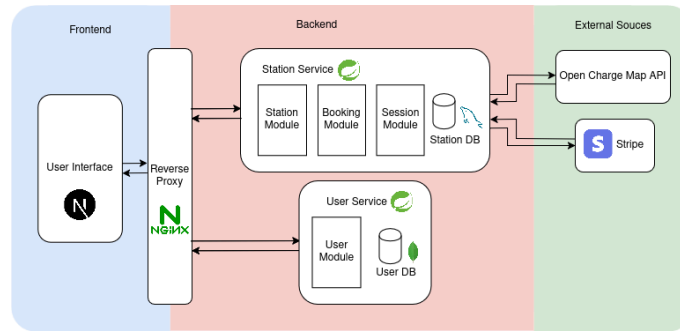 Frontend
Backend
External Souces
User Interface
N
Reverse
Proxy
N
NGiNX
Station Service
Station
Module
Booking
Module
Session
Module
Station DB
User Service
User
Module
User DB
Open Charge Map API
S
Stripe